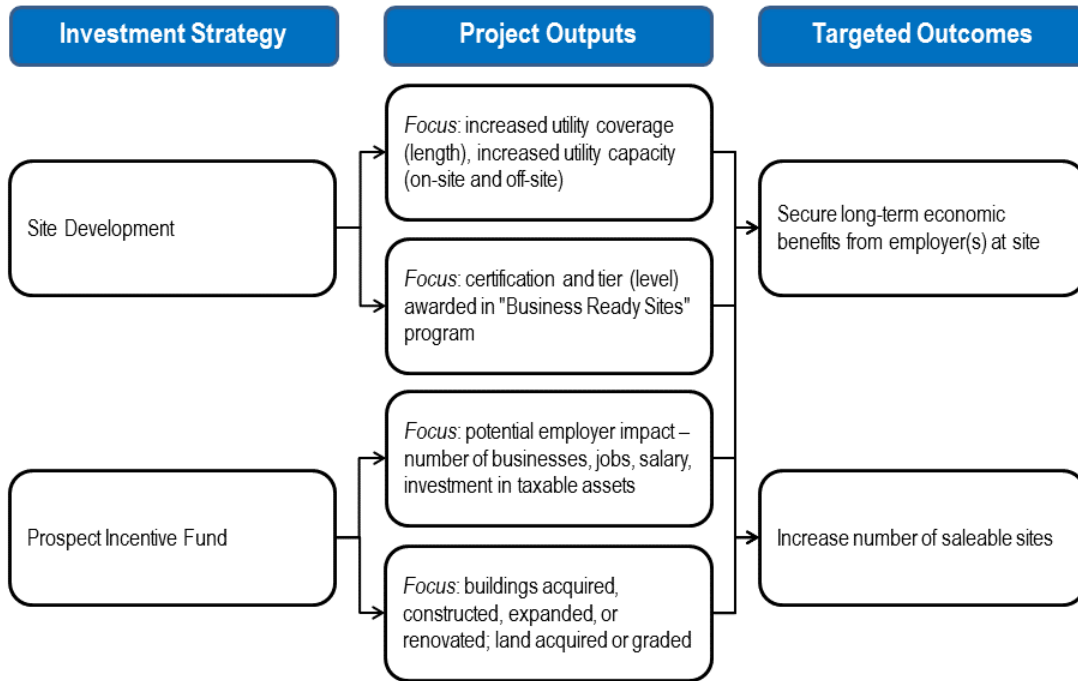 Investment Strategy
Project Outputs
Targeted Outcomes
Site Development
Prospect Incentive Fund
Focus: increased utility coverage
(length), increased utility capacity
(on-site and off-site)
Focus: certification and tier (level)
awarded in "Business Ready Sites"
program
Focus: potential employer impact –
number of businesses, jobs, salary,
investment in taxable assets
Focus: buildings acquired,
constructed, expanded, or
renovated; land acquired or graded
Secure long-term economic
benefits from employer(s) at site
Increase number of saleable sites